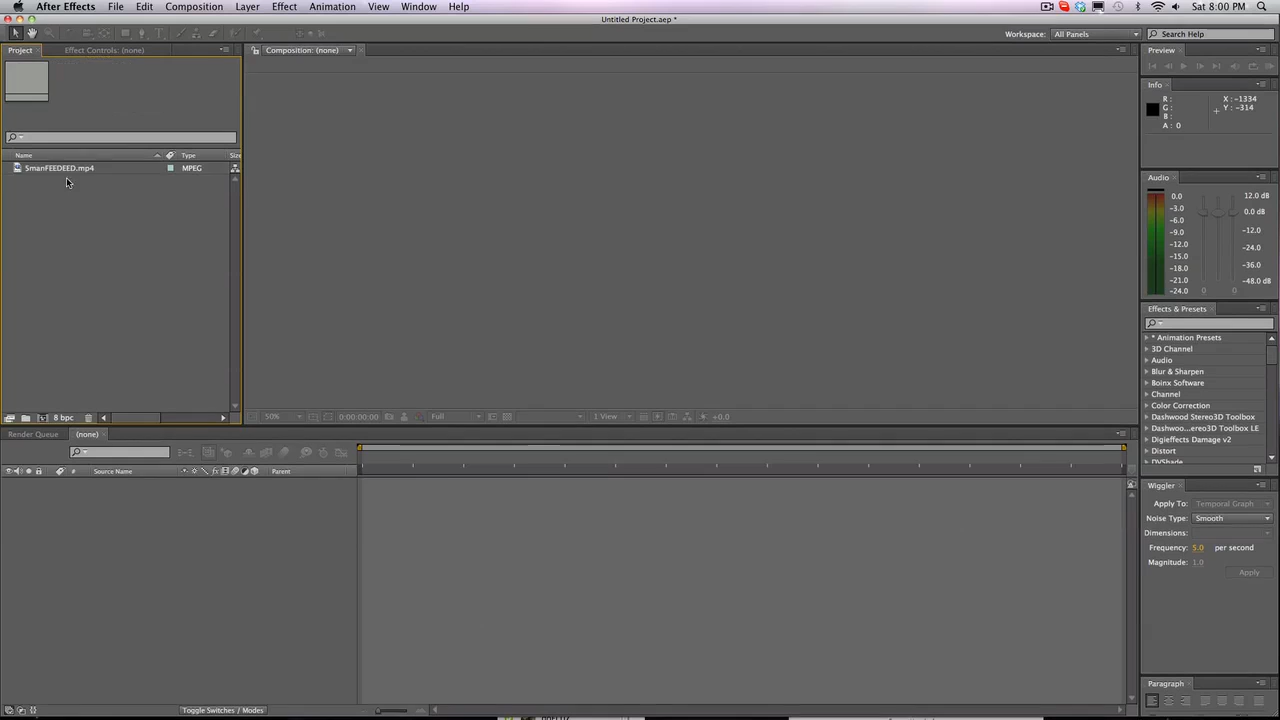 After Effects File Edit Composition Layer Effect Animation View Window Help Sat 8:00 PM
Untitled Project.aep *
Workspace: All Panels Search Help
Project Effect Controls: (none) Composition: (none) Preview
Info
R : X : -1334
G : Y : -314
B :
A : 0
Name Type Size
SmanFEEDEED.mp4 MPEG
Audio
0.0 12.0 dB
-3.0
-6.0 0.0 dB
-9.0
-12.0 -12.0
-15.0 -24.0
-18.0 -36.0
-21.0 -48.0 dB
-24.0 0 0
Effects & Presets
* Animation Presets
3D Channel
Audio
Blur & Sharpen
Boinx Software
Channel
Color Correction
Dashwood Stereo3D Toolbox
Dashwoo...ereo3D Toolbox LE
Digieffects Damage v2
Distort
DVShade
8 bpc 50% 0:00:00:00 Full 1 View +0.0
Render Queue (none)
# Source Name fx Parent
Wiggler
Apply To: Temporal Graph
Noise Type: Smooth
Dimensions:
Frequency: 5.0 per second
Magnitude: 1.0
Apply
Paragraph
Toggle Switches / Modes